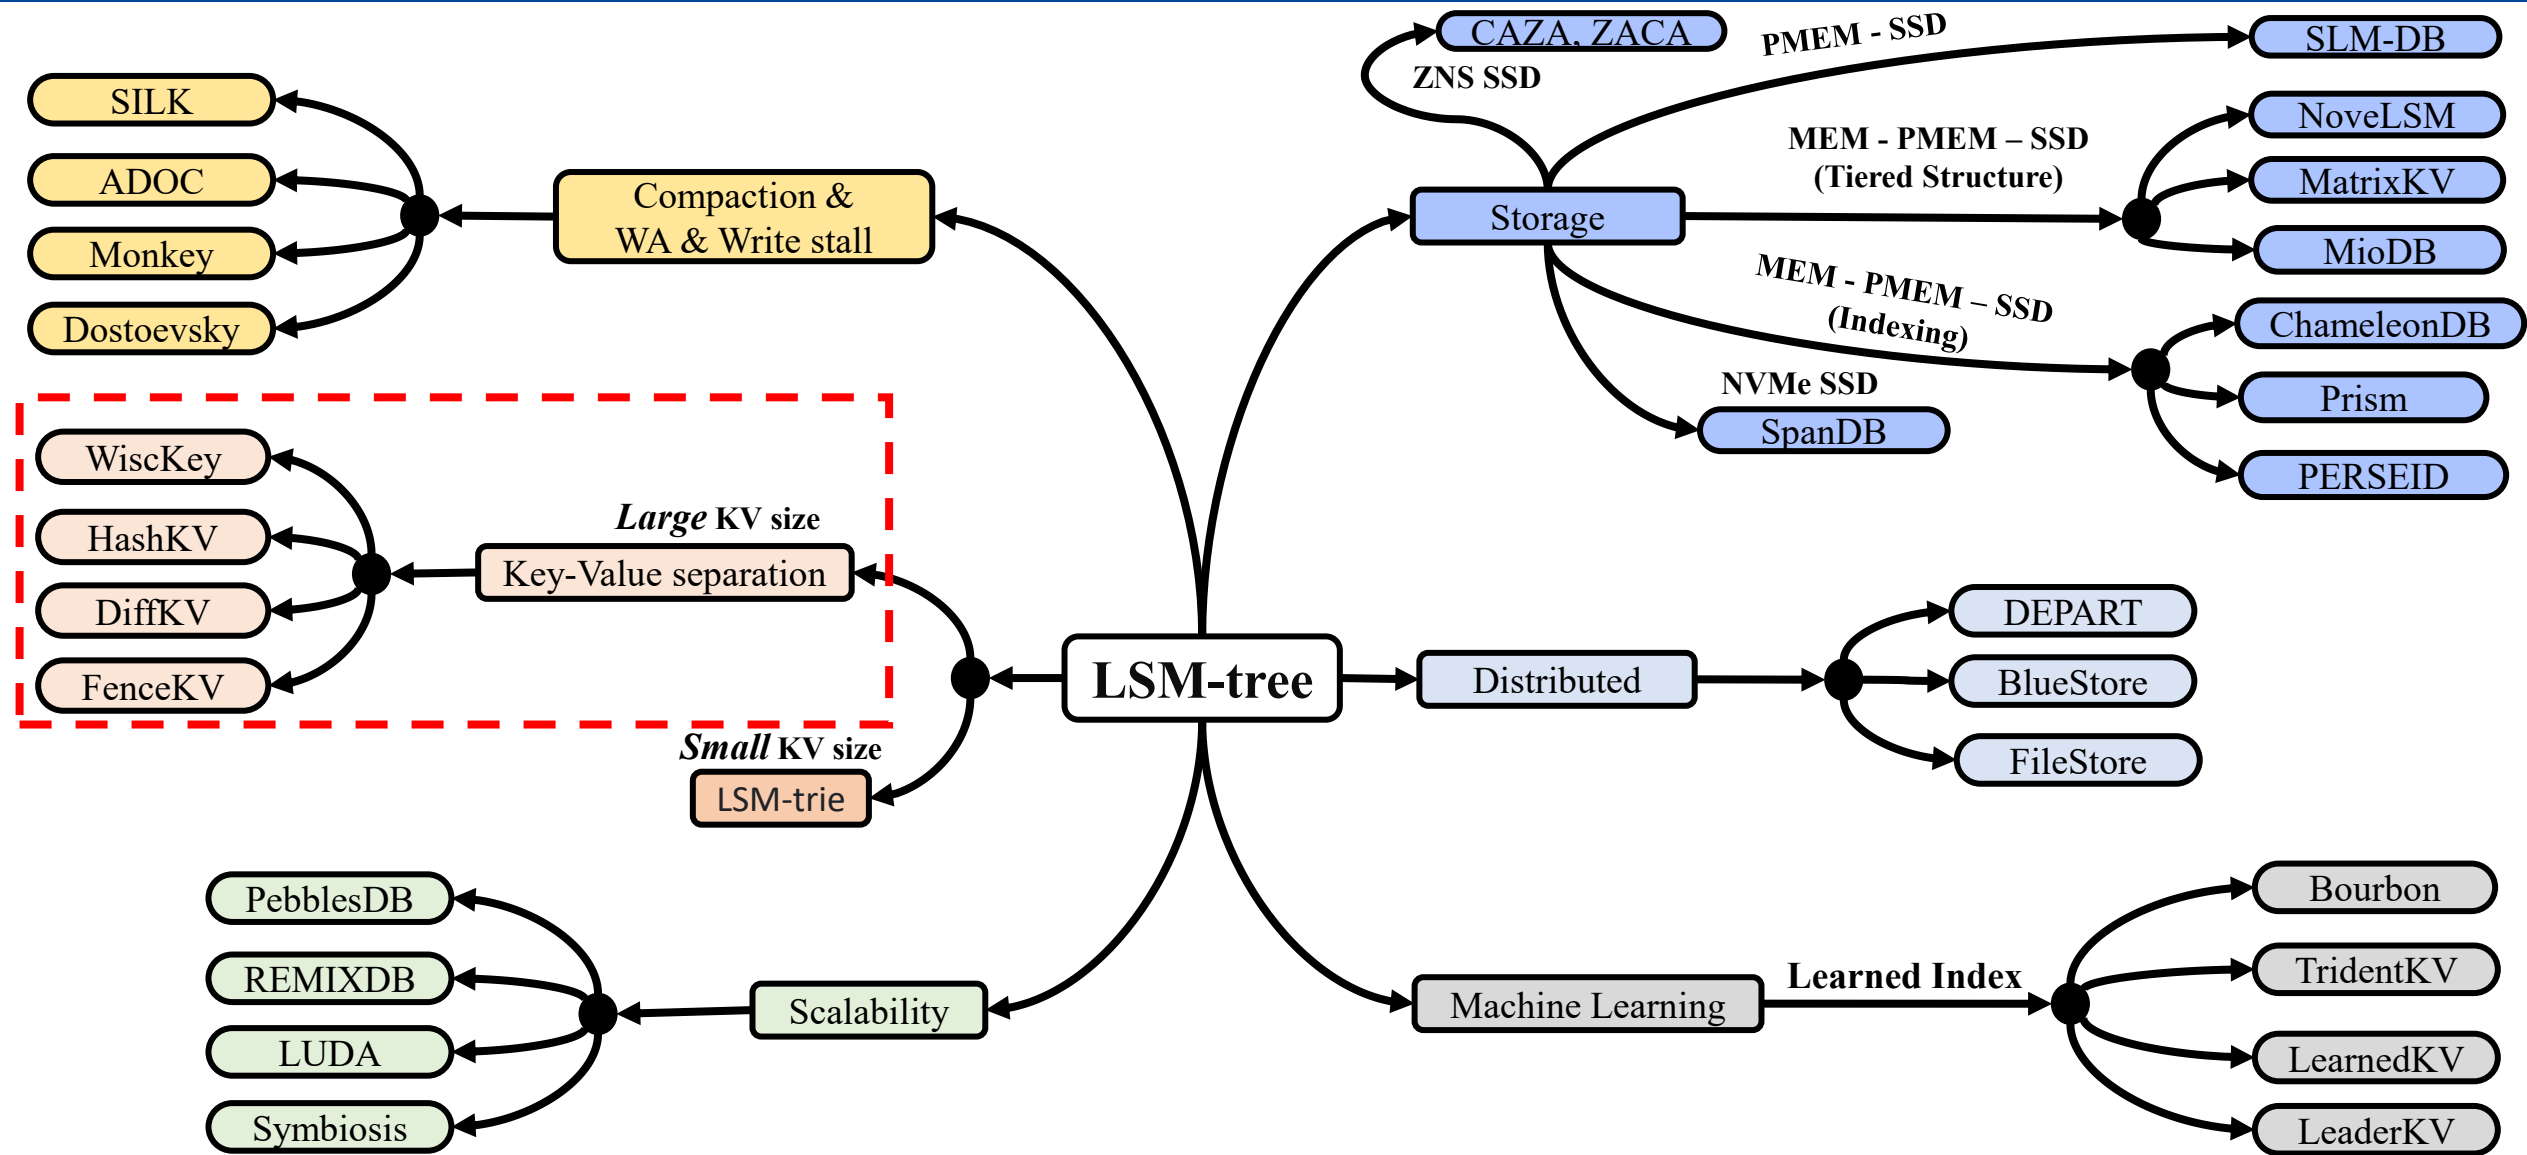 CAZA, ZACA
ZNS SSD
PMEM - SSD
SLM-DB
MEM - PMEM – SSD
(Tiered Structure)
NoveLSM
MatrixKV
MioDB
Storage
MEM - PMEM – SSD
(Indexing)
ChameleonDB
Prism
PERSEID
NVMe SSD
SpanDB
SILK
ADOC
Monkey
Dostoevsky
Compaction &
WA & Write stall
WiscKey
HashKV
DiffKV
FenceKV
Large KV size
Key-Value separation
Small KV size
LSM-trie
LSM-tree
Distributed
DEPART
BlueStore
FileStore
PebblesDB
REMIXDB
LUDA
Symbiosis
Scalability
Machine Learning
Learned Index
Bourbon
TridentKV
LearnedKV
LeaderKV